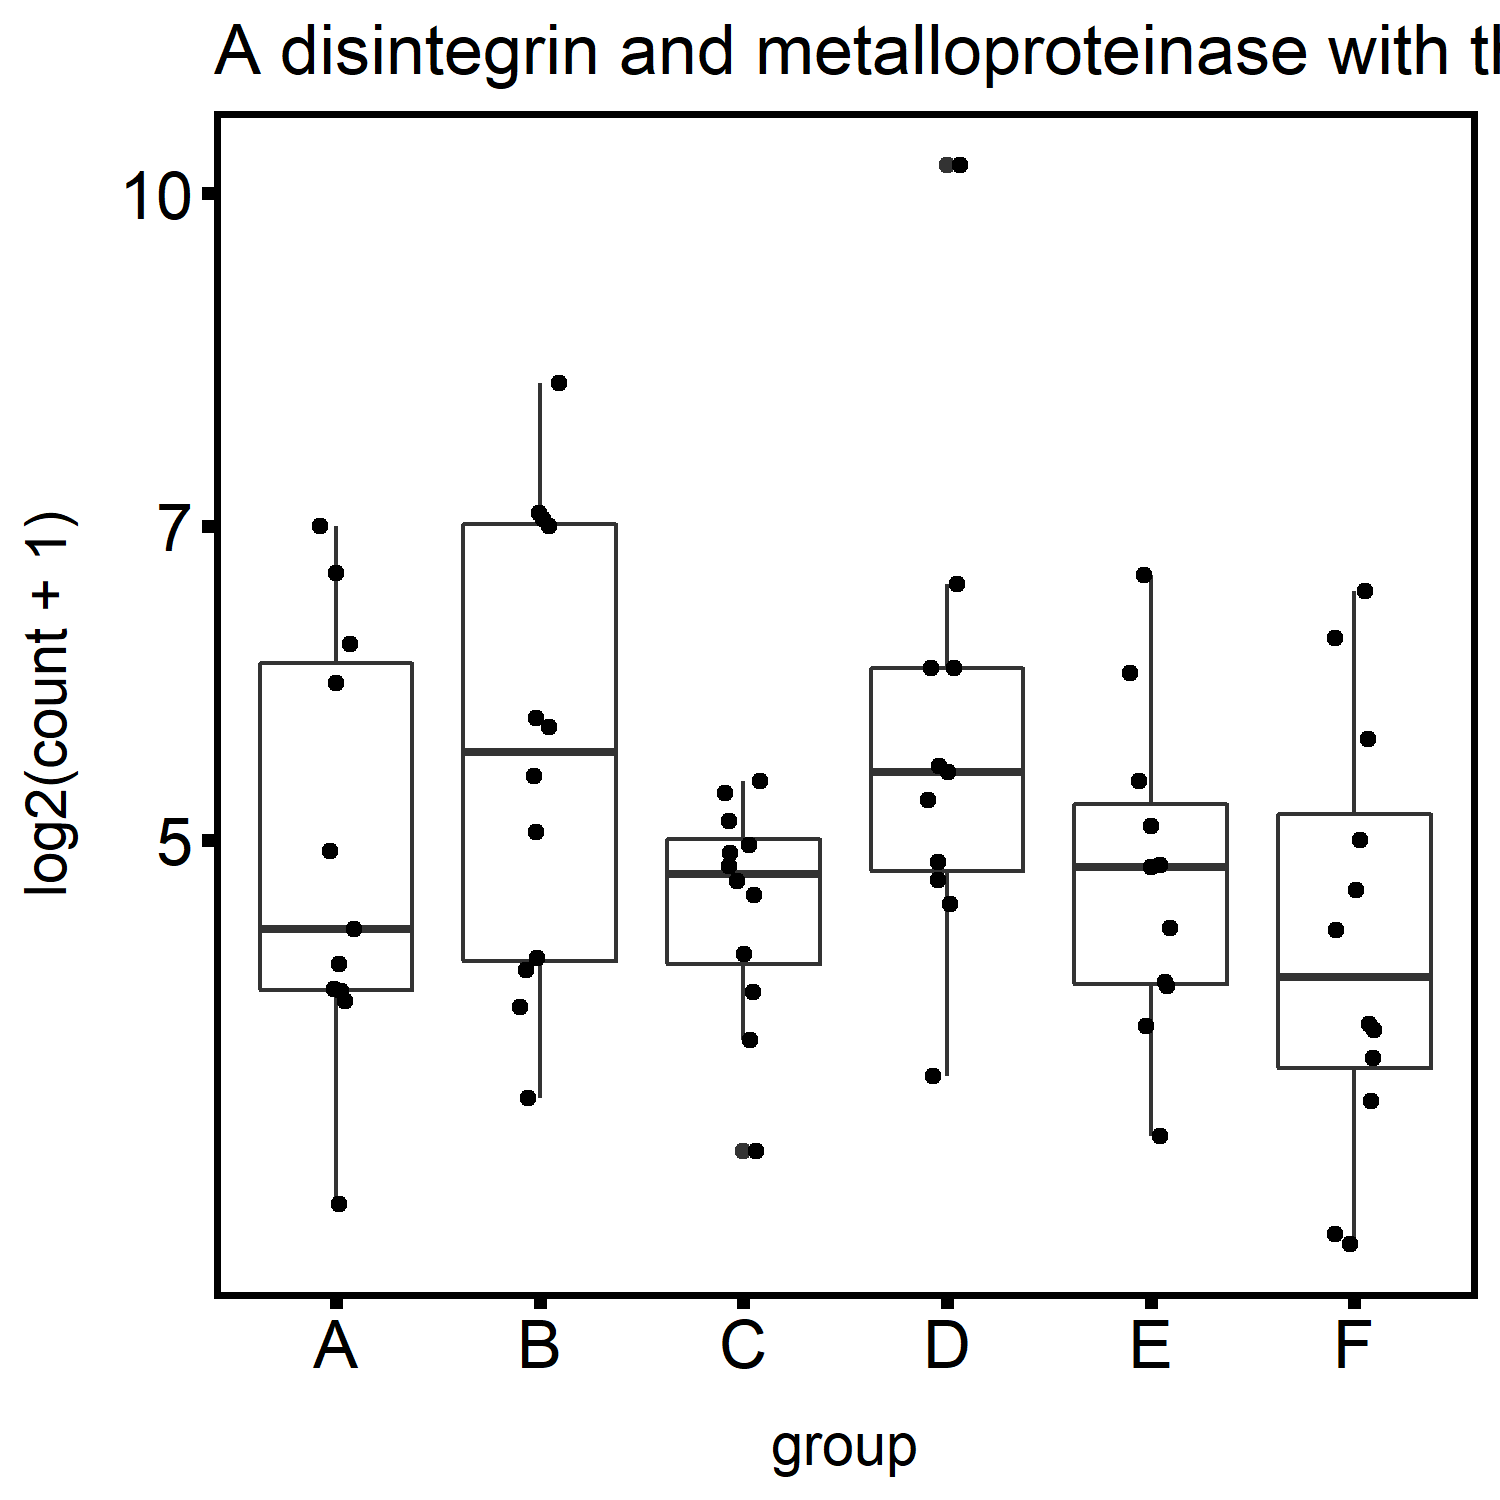 A disintegrin and metalloproteinase with
10
7
5
log2(count + 1)
A B C D E F
group